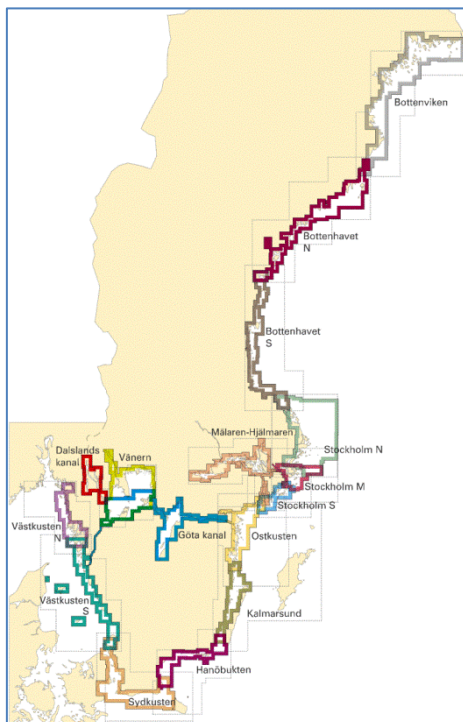 Bottenviken
Bottenhavet
N
Bottenhavet
S
Mälaren-Hjälmaren
Dalslands
kanal
Vänern
Stockholm N
Stockholm M
Stockholm S
Västkusten
N
Göta kanal
Ostkusten
Västkusten
S
Kalmarsund
Hanöbukten
Sydkusten